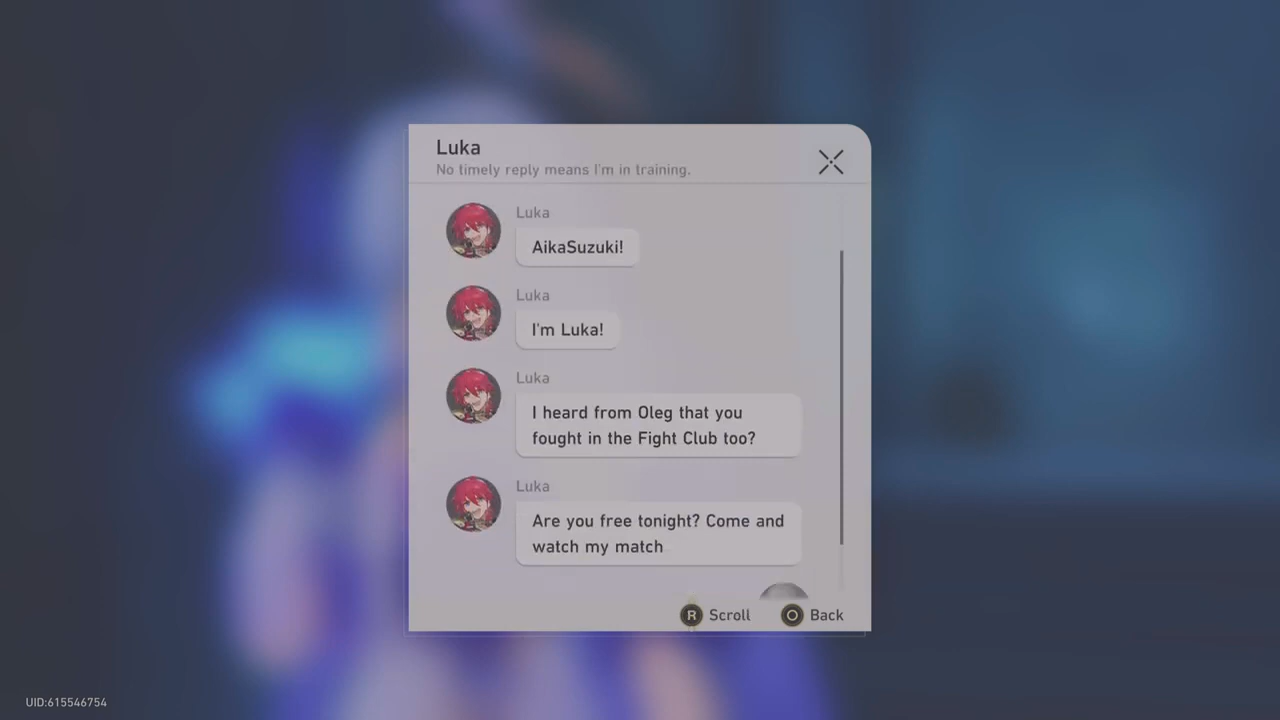 Luka
No timely reply means I'm in training.
Luka
AikaSuzuki!
Luka
I'm Luka!
Luka
I heard from Oleg that you
fought in the Fight Club too?
Luka
Are you free tonight? Come and
watch my match
R Scroll
Back
UID:615546754